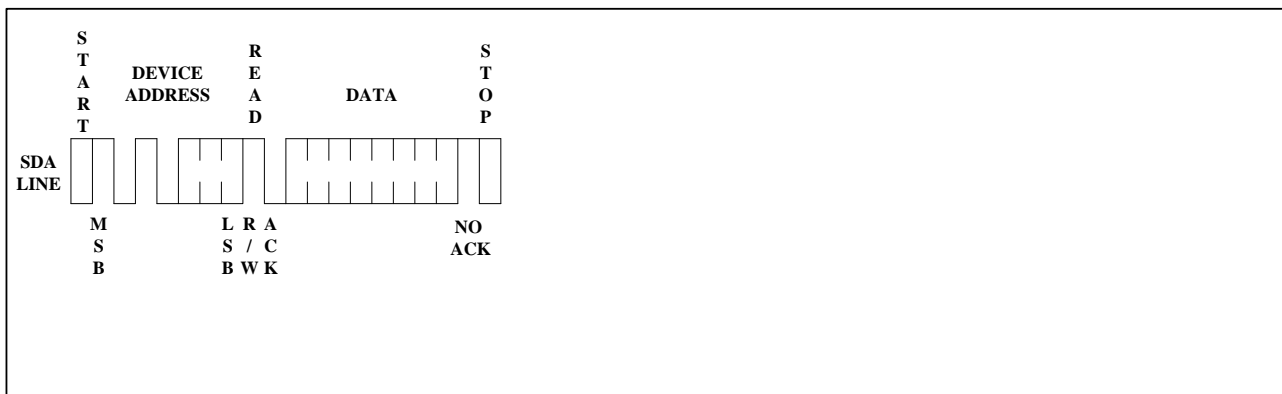 START
DEVICE
ADDRESS
READ
DATA
STOP
SDA
LINE
MSB
LSB
R/W
ACK
NO
ACK